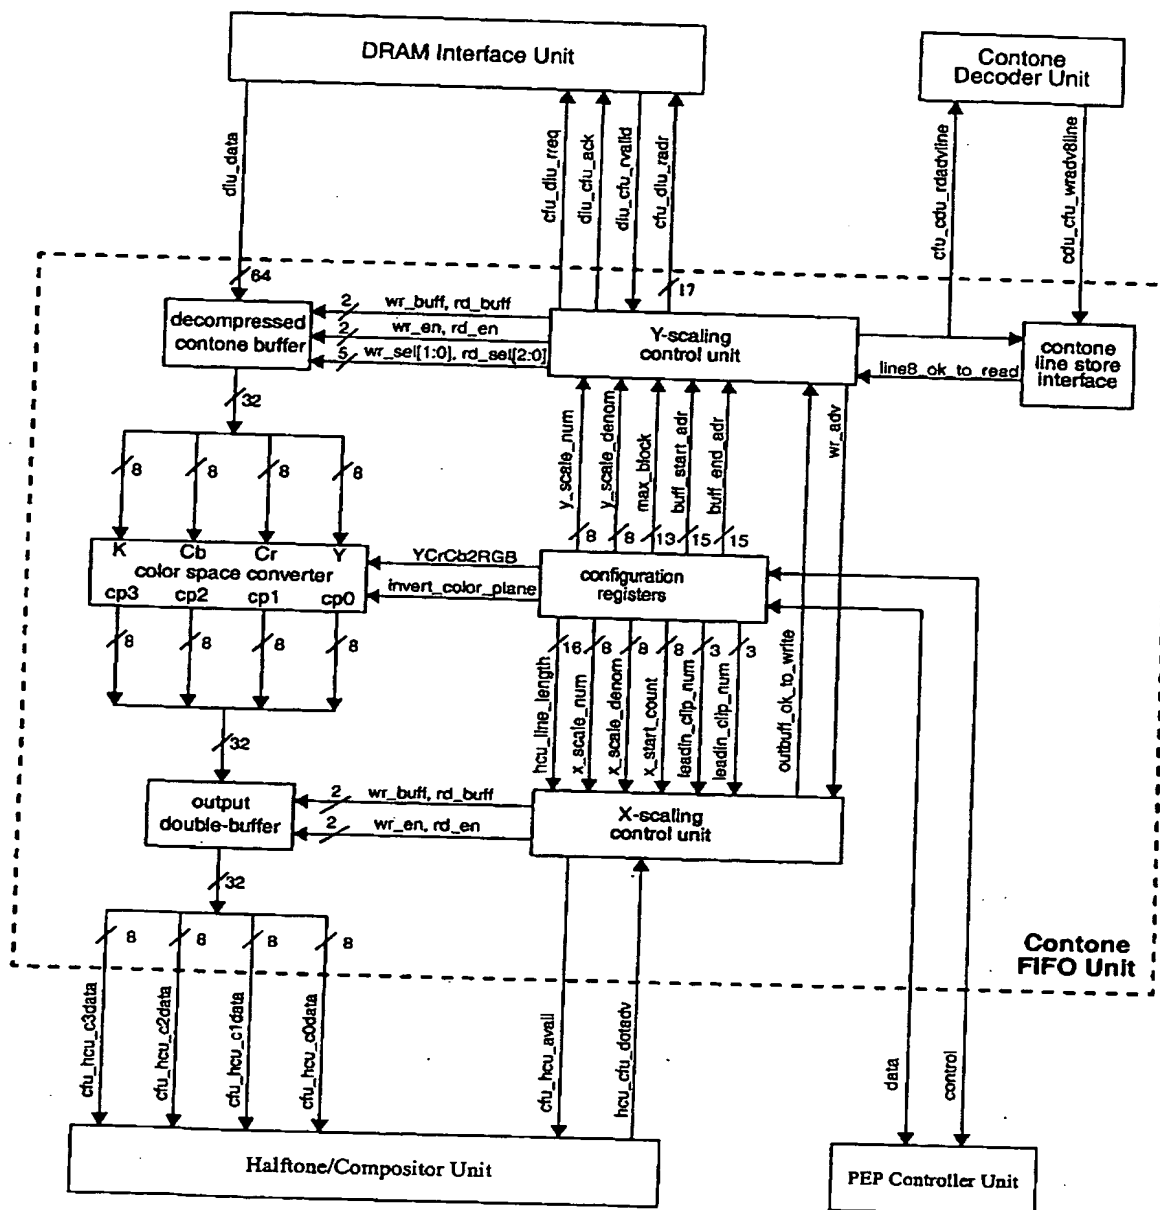 DRAM Interface Unit
Contone
Decoder Unit
diu_data
cfu_diu_rreq
diu_cfu_ack
diu_cfu_rvalid
cfu_diu_radr
cfu_cdu_rdadvline
cdu_cfu_wradv8line
64
17
decompressed
contone buffer
2
wr_buff, rd_buff
2
wr_en, rd_en
5
wr_sel[1:0], rd_sel[2:0]
Y-scaling
control unit
line8_ok_to_read
contone
line store
interface
32
8
8
8
8
y_scale_num
y_scale_denom
max_block
buff_start_adr
buff_end_adr
wr_adv
8
8
13
15
15
K
Cb
Cr
Y
color space converter
cp3
cp2
cp1
cp0
YCrCb2RGB
invert_color_plane
configuration
registers
8
8
8
8
16
8
8
8
3
3
hcu_line_length
x_scale_num
x_scale_denom
x_start_count
leadin_clip_num
leadin_clip_num
outbuff_ok_to_write
32
output
double-buffer
2
wr_buff, rd_buff
2
wr_en, rd_en
X-scaling
control unit
32
8
8
8
8
Contone
FIFO Unit
cfu_hcu_c3data
cfu_hcu_c2data
cfu_hcu_c1data
cfu_hcu_c0data
cfu_hcu_avail
hcu_cfu_dotadv
data
control
Halftone/Compositor Unit
PEP Controller Unit